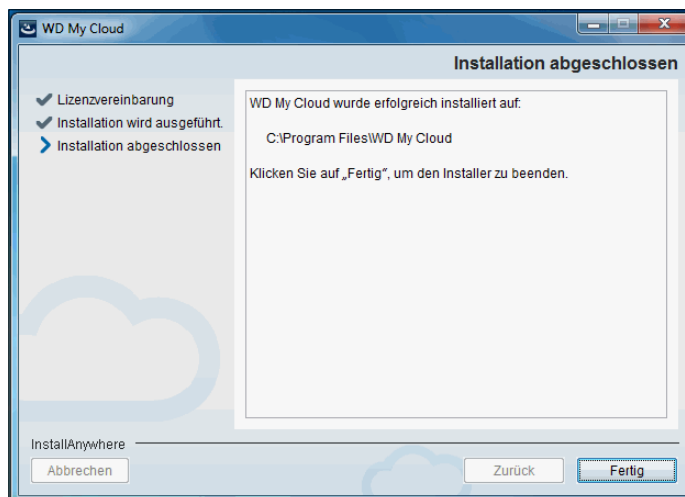 WD My Cloud
Installation abgeschlossen
Lizenzvereinbarung
Installation wird ausgeführt.
Installation abgeschlossen
WD My Cloud wurde erfolgreich installiert auf:
C:\Program Files\WD My Cloud
Klicken Sie auf „Fertig“, um den Installer zu beenden.
InstallAnywhere
Abbrechen
Zurück
Fertig